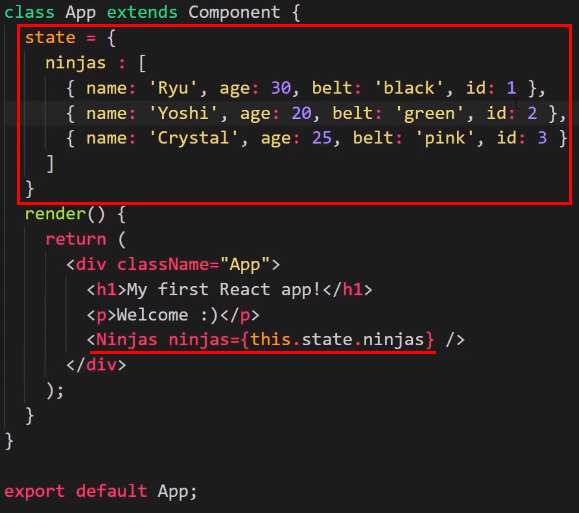 class App extends Component {
  state = {
    ninjas : [
      { name: 'Ryu', age: 30, belt: 'black', id: 1 },
      { name: 'Yoshi', age: 20, belt: 'green', id: 2 },
      { name: 'Crystal', age: 25, belt: 'pink', id: 3 }
    ]
  }
  render() {
    return (
      <div className="App">
        <h1>My first React app!</h1>
        <p>Welcome :)</p>
        <Ninjas ninjas={this.state.ninjas} />
      </div>
    );
  }
}
export default App;